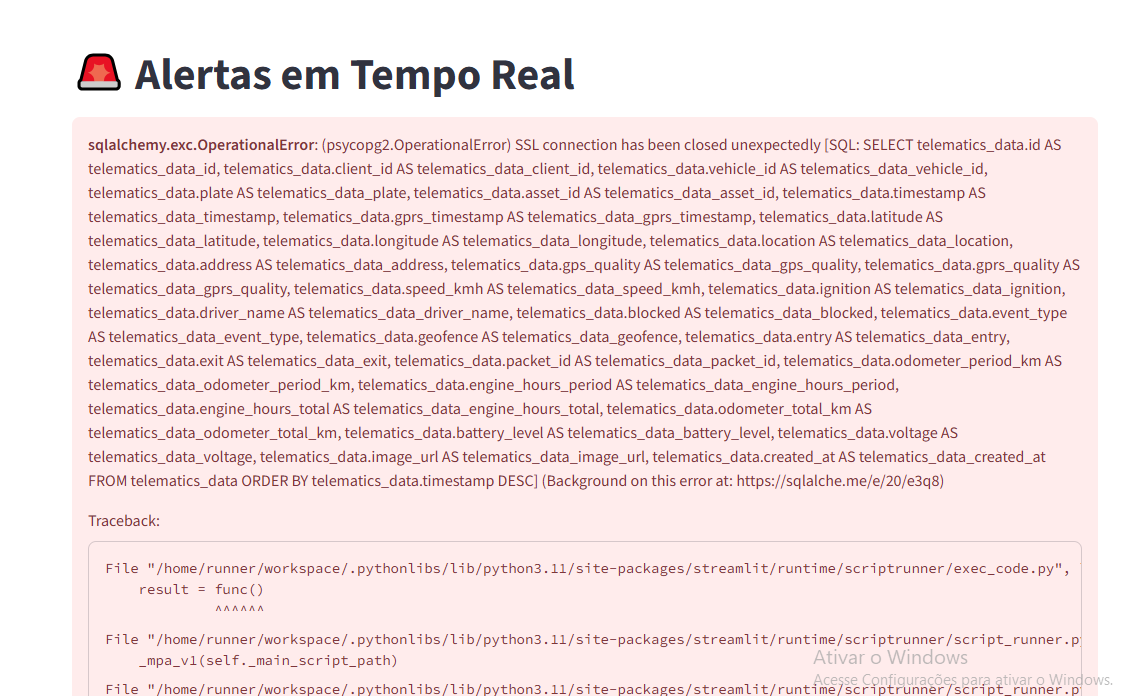 Alertas em Tempo Real
sqlalchemy.exc.OperationalError: (psycopg2.OperationalError) SSL connection has been closed unexpectedly [SQL: SELECT telematics_data.id AS
telematics_data_id, telematics_data.client_id AS telematics_data_client_id, telematics_data.vehicle_id AS telematics_data_vehicle_id,
telematics_data.plate AS telematics_data_plate, telematics_data.asset_id AS telematics_data_asset_id, telematics_data.timestamp AS
telematics_data_timestamp, telematics_data.gprs_timestamp AS telematics_data_gprs_timestamp, telematics_data.latitude AS
telematics_data_latitude, telematics_data.longitude AS telematics_data_longitude, telematics_data.location AS telematics_data_location,
telematics_data.address AS telematics_data_address, telematics_data.gps_quality AS telematics_data_gps_quality, telematics_data.gprs_quality AS
telematics_data_gprs_quality, telematics_data.speed_kmh AS telematics_data_speed_kmh, telematics_data.ignition AS telematics_data_ignition,
telematics_data.driver_name AS telematics_data_driver_name, telematics_data.blocked AS telematics_data_blocked, telematics_data.event_type
AS telematics_data_event_type, telematics_data.geofence AS telematics_data_geofence, telematics_data.entry AS telematics_data_entry,
telematics_data.exit AS telematics_data_exit, telematics_data.packet_id AS telematics_data_packet_id, telematics_data.odometer_period_km AS
telematics_data_odometer_period_km, telematics_data.engine_hours_period AS telematics_data_engine_hours_period,
telematics_data.engine_hours_total AS telematics_data_engine_hours_total, telematics_data.odometer_total_km AS
telematics_data_odometer_total_km, telematics_data.battery_level AS telematics_data_battery_level, telematics_data.voltage AS
telematics_data_voltage, telematics_data.image_url AS telematics_data_image_url, telematics_data.created_at AS telematics_data_created_at
FROM telematics_data ORDER BY telematics_data.timestamp DESC] (Background on this error at: https://sqlalche.me/e/20/e3q8)
Traceback:
File "/home/runner/workspace/.pythonlibs/lib/python3.11/site-packages/streamlit/runtime/scriptrunner/exec_code.py",
result = func()
^^^^^^
File "/home/runner/workspace/.pythonlibs/lib/python3.11/site-packages/streamlit/runtime/scriptrunner/script_runner.py
_mpa_v1(self._main_script_path)
File "/home/runner/workspace/.pythonlibs/lib/python3.11/site-packages/streamlit/runtime/scriptrunner/script_runner.py
Ativar o Windows
Acesse Configurações para ativar o Windows.